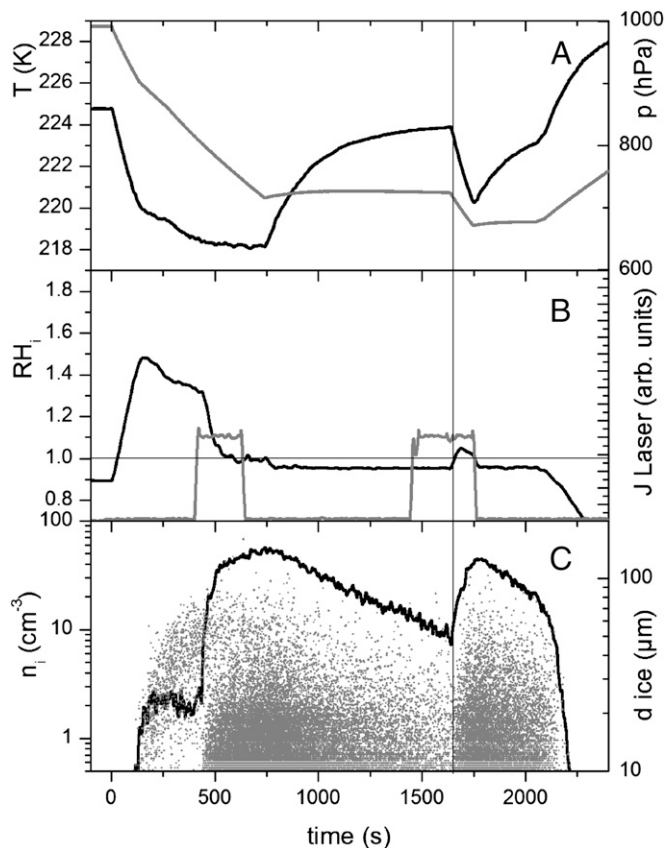 228
226
224
222
220
218
T (K)
A
1000
800
600
p (hPa)
1.8
1.6
1.4
1.2
1.0
0.8
RHᵢ
B
J Laser (arb. units)
100
10
1
nᵢ (cm⁻³)
C
100
10
d ice (µm)
0 500 1000 1500 2000
time (s)